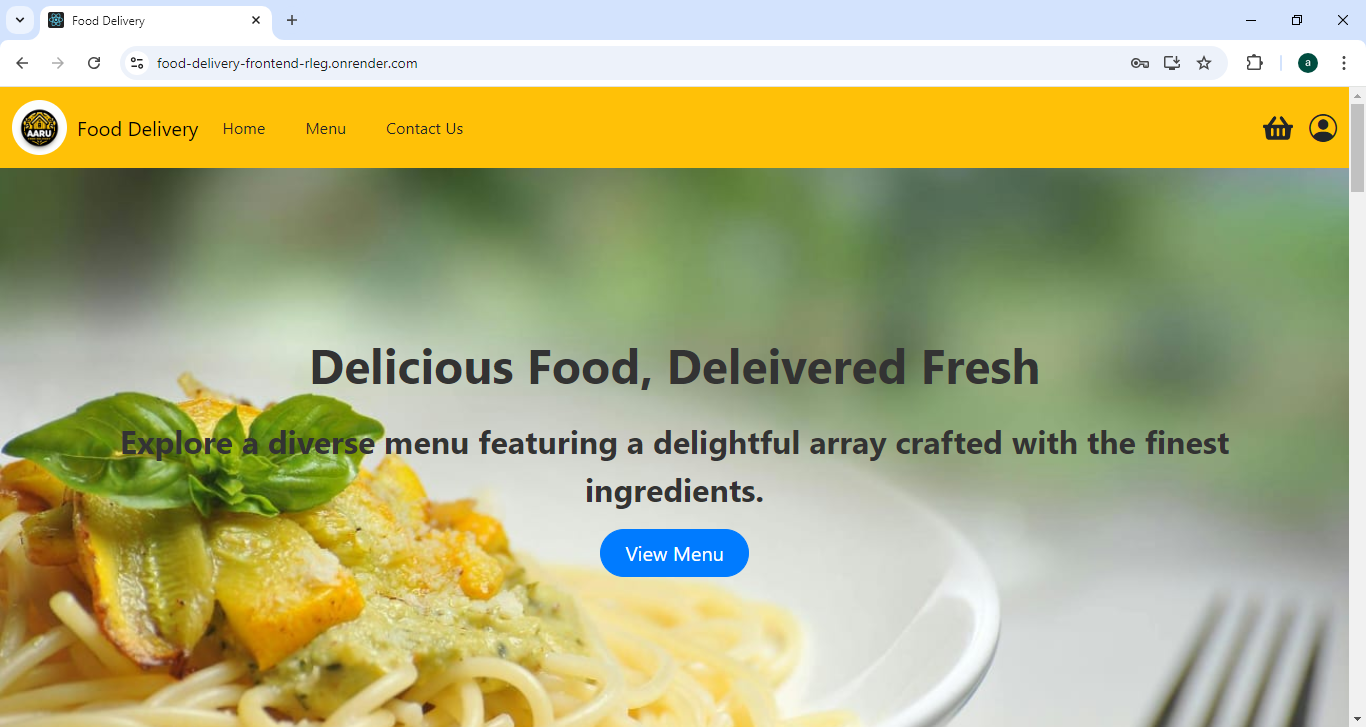 Food Delivery
food-delivery-frontend-rleg.onrender.com
a
AARU
Food Delivery Home Menu Contact Us
Delicious Food, Deleivered Fresh
Explore a diverse menu featuring a delightful array crafted with the finest
ingredients.
View Menu